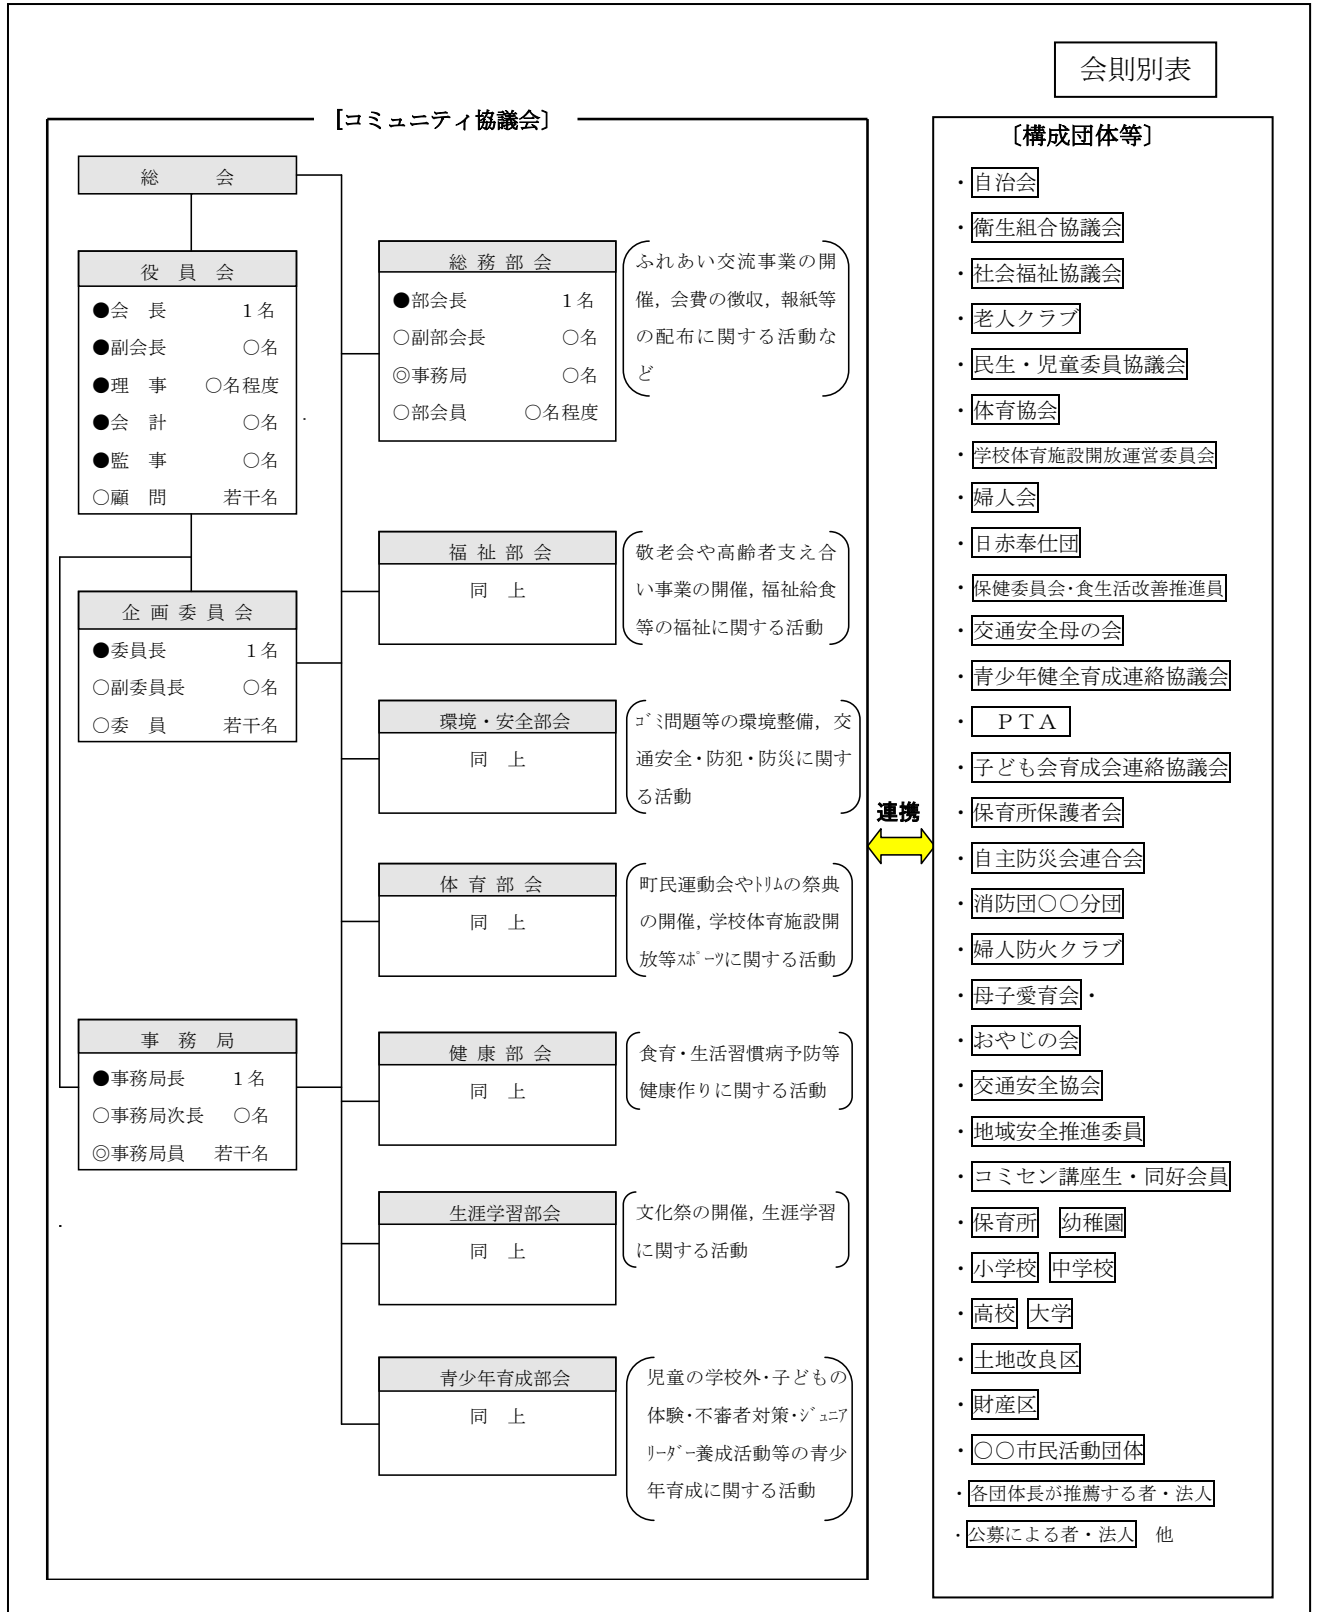 会則別表
[コミュニティ協議会〕
総　　会
役　員　会
●会　長　　1名
●副会長　　○名
●理　事　○名程度
●会　計　　○名
●監　事　　○名
○顧　問　　若干名
企画委員会
●委員長　　1名
○副委員長　　○名
○委　員　　若干名
事　務　局
●事務局長　　1名
○事務局次長　○名
◎事務局員　若干名
総務部会
●部会長　　1名
○副部会長　　○名
◎事務局　　○名
○部会員　○名程度
ふれあい交流事業の開
催，会費の徴収，報紙等
の配布に関する活動な
ど
福祉部会
同　上
敬老会や高齢者支え合
い事業の開催，福祉給食
等の福祉に関する活動
環境・安全部会
同　上
ｺﾞﾐ問題等の環境整備，交
通安全・防犯・防災に関す
る活動
体育部会
同　上
町民運動会やﾄﾘﾑの祭典
の開催，学校体育施設開
放等ｽﾎﾟｰﾂに関する活動
健康部会
同　上
食育・生活習慣病予防等
健康作りに関する活動
生涯学習部会
同　上
文化祭の開催，生涯学習
に関する活動
青少年育成部会
同　上
児童の学校外・子どもの
体験・不審者対策・ｼﾞｭﾆｱ
ﾘｰﾀﾞｰ養成活動等の青少
年育成に関する活動
連携
〔構成団体等〕
・自治会
・衛生組合協議会
・社会福祉協議会
・老人クラブ
・民生・児童委員協議会
・体育協会
・学校体育施設開放運営委員会
・婦人会
・日赤奉仕団
・保健委員会・食生活改善推進員
・交通安全母の会
・青少年健全育成連絡協議会
・ＰＴＡ
・子ども会育成会連絡協議会
・保育所保護者会
・自主防災会連合会
・消防団○○分団
・婦人防火クラブ
・母子愛育会・
・おやじの会
・交通安全協会
・地域安全推進委員
・コミセン講座生・同好会員
・保育所　幼稚園
・小学校　中学校
・高校　大学
・土地改良区
・財産区
・○○市民活動団体
・各団体長が推薦する者・法人
・公募による者・法人　他